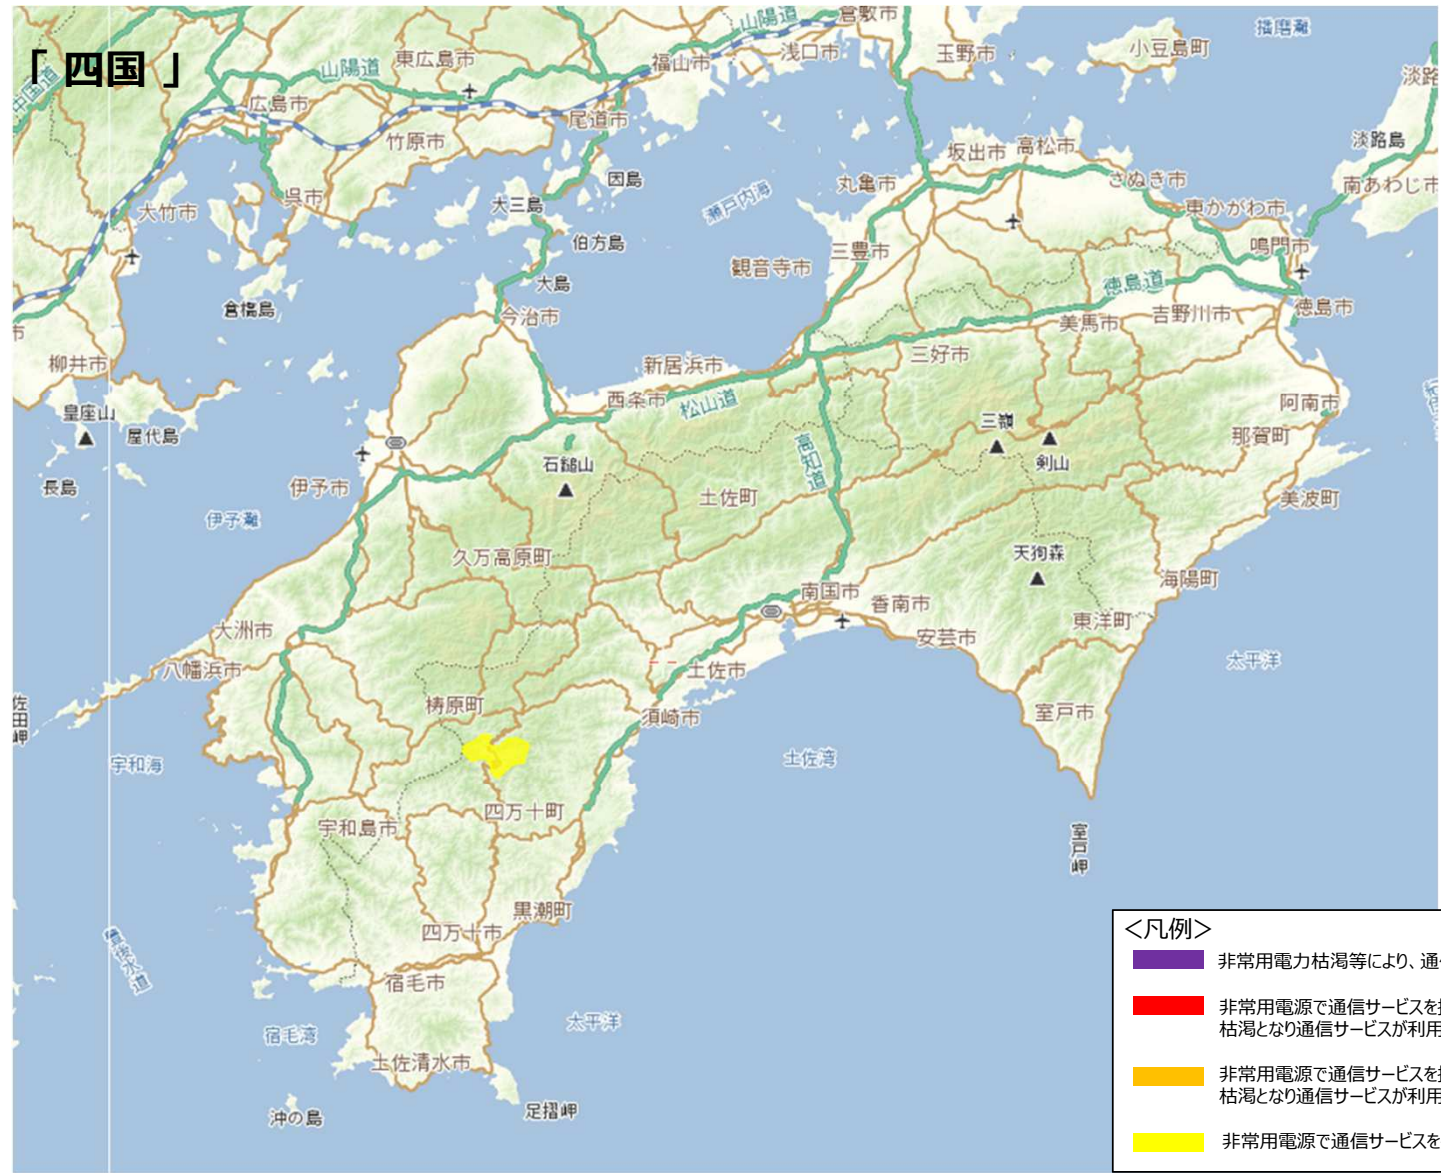 「 四国 」
中国道
山陽道
東広島市
福山市
山陽道
倉敷市
浅口市
玉野市
小豆島町
播磨灘
淡路
広島市
竹原市
尾道市
因島
坂出市
高松市
さぬき市
淡路島
南あわじ市
大竹市
呉市
大三島
瀬戸内海
丸亀市
東かがわ市
伯方島
観音寺市
三豊市
鳴門市
倉橋島
大島
今治市
徳島道
美馬市
吉野川市
徳島市
市
柳井市
新居浜市
三好市
皇座山
屋代島
西条市
松山道
高知道
三嶺
剣山
阿南市
那賀町
長島
伊予市
石鎚山
土佐町
美波町
伊予灘
久万高原町
天狗森
海陽町
南国市
香南市
安芸市
東洋町
大洲市
八幡浜市
土佐市
太平洋
佐田岬
梼原町
須崎市
室戸市
宇和海
土佐湾
四万十町
宇和島市
室戸岬
黒潮町
四万十市
豊後水道
宿毛市
宿毛湾
太平洋
土佐清水市
沖の島
足摺岬
＜凡例＞
非常用電力枯渇等により、通
非常用電源で通信サービスを
枯渇となり通信サービスが利用
非常用電源で通信サービスを
枯渇となり通信サービスが利用
非常用電源で通信サービスを